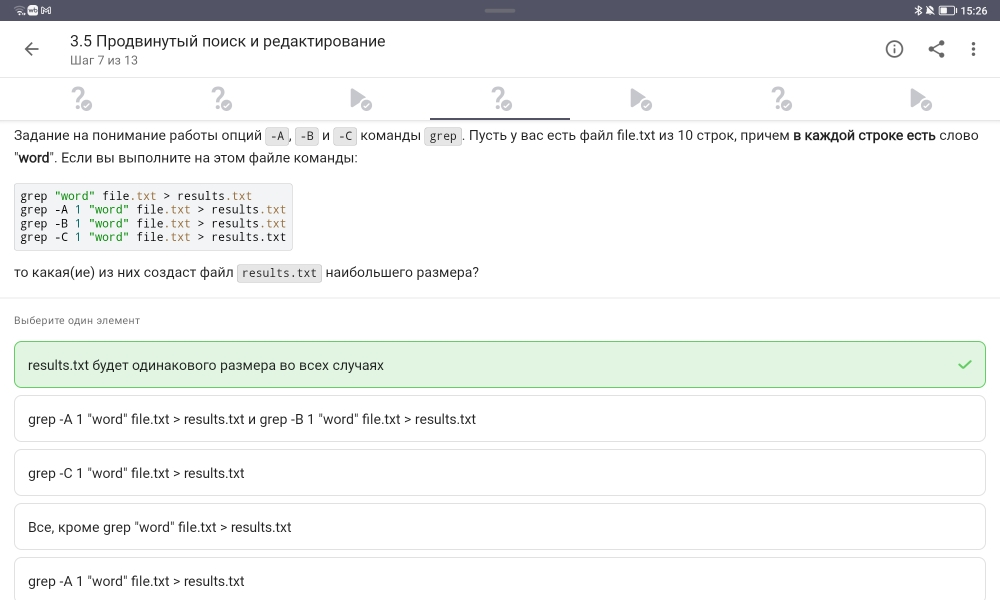 15:26
3.5 Продвинутый поиск и редактирование
Шаг 7 из 13
Задание на понимание работы опций -A, -B и -C команды grep. Пусть у вас есть файл file.txt из 10 строк, причем в каждой строке есть слово
"word". Если вы выполните на этом файле команды:
grep "word" file.txt > results.txt
grep -A 1 "word" file.txt > results.txt
grep -B 1 "word" file.txt > results.txt
grep -C 1 "word" file.txt > results.txt
то какая(ие) из них создаст файл results.txt наибольшего размера?
Выберите один элемент
results.txt будет одинакового размера во всех случаях
grep -A 1 "word" file.txt > results.txt и grep -B 1 "word" file.txt > results.txt
grep -C 1 "word" file.txt > results.txt
Все, кроме grep "word" file.txt > results.txt
grep -A 1 "word" file.txt > results.txt